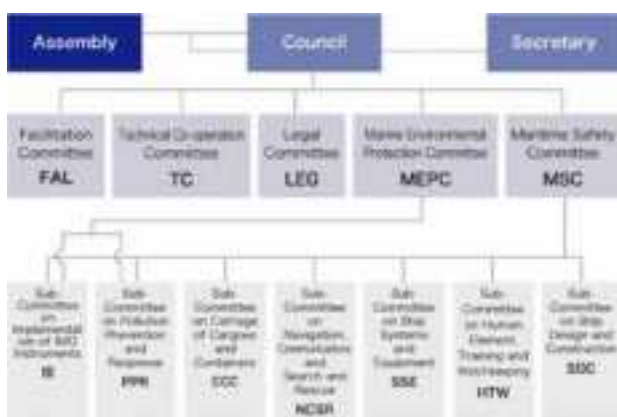 Assembly
Council
Secretary
Facilitation
Committee
FAL
Technical Co-operation
Committee
TC
Legal
Committee
LEG
Marine Environmental
Protection Committee
MEPC
Maritime Safety
Committee
MSC
Sub-
Committee
on
Implementa
of IMO
Instruments
Sub-
Committee
on Pollution
Prevention
and
Response
PPR
Sub-
Committee
on Carriage
of Cargoes
and
Containers
CCC
Sub-
Committee
on
Navigation,
and
Search and
Rescue
NCSR
Sub-
Committee
on Ship
Systems
and
Equipment
SSE
Sub-
Committee
on Human
Element,
Training and
Watchkeeping
HTW
Sub-
Committee
on Ship
Design and
Construction
SDC